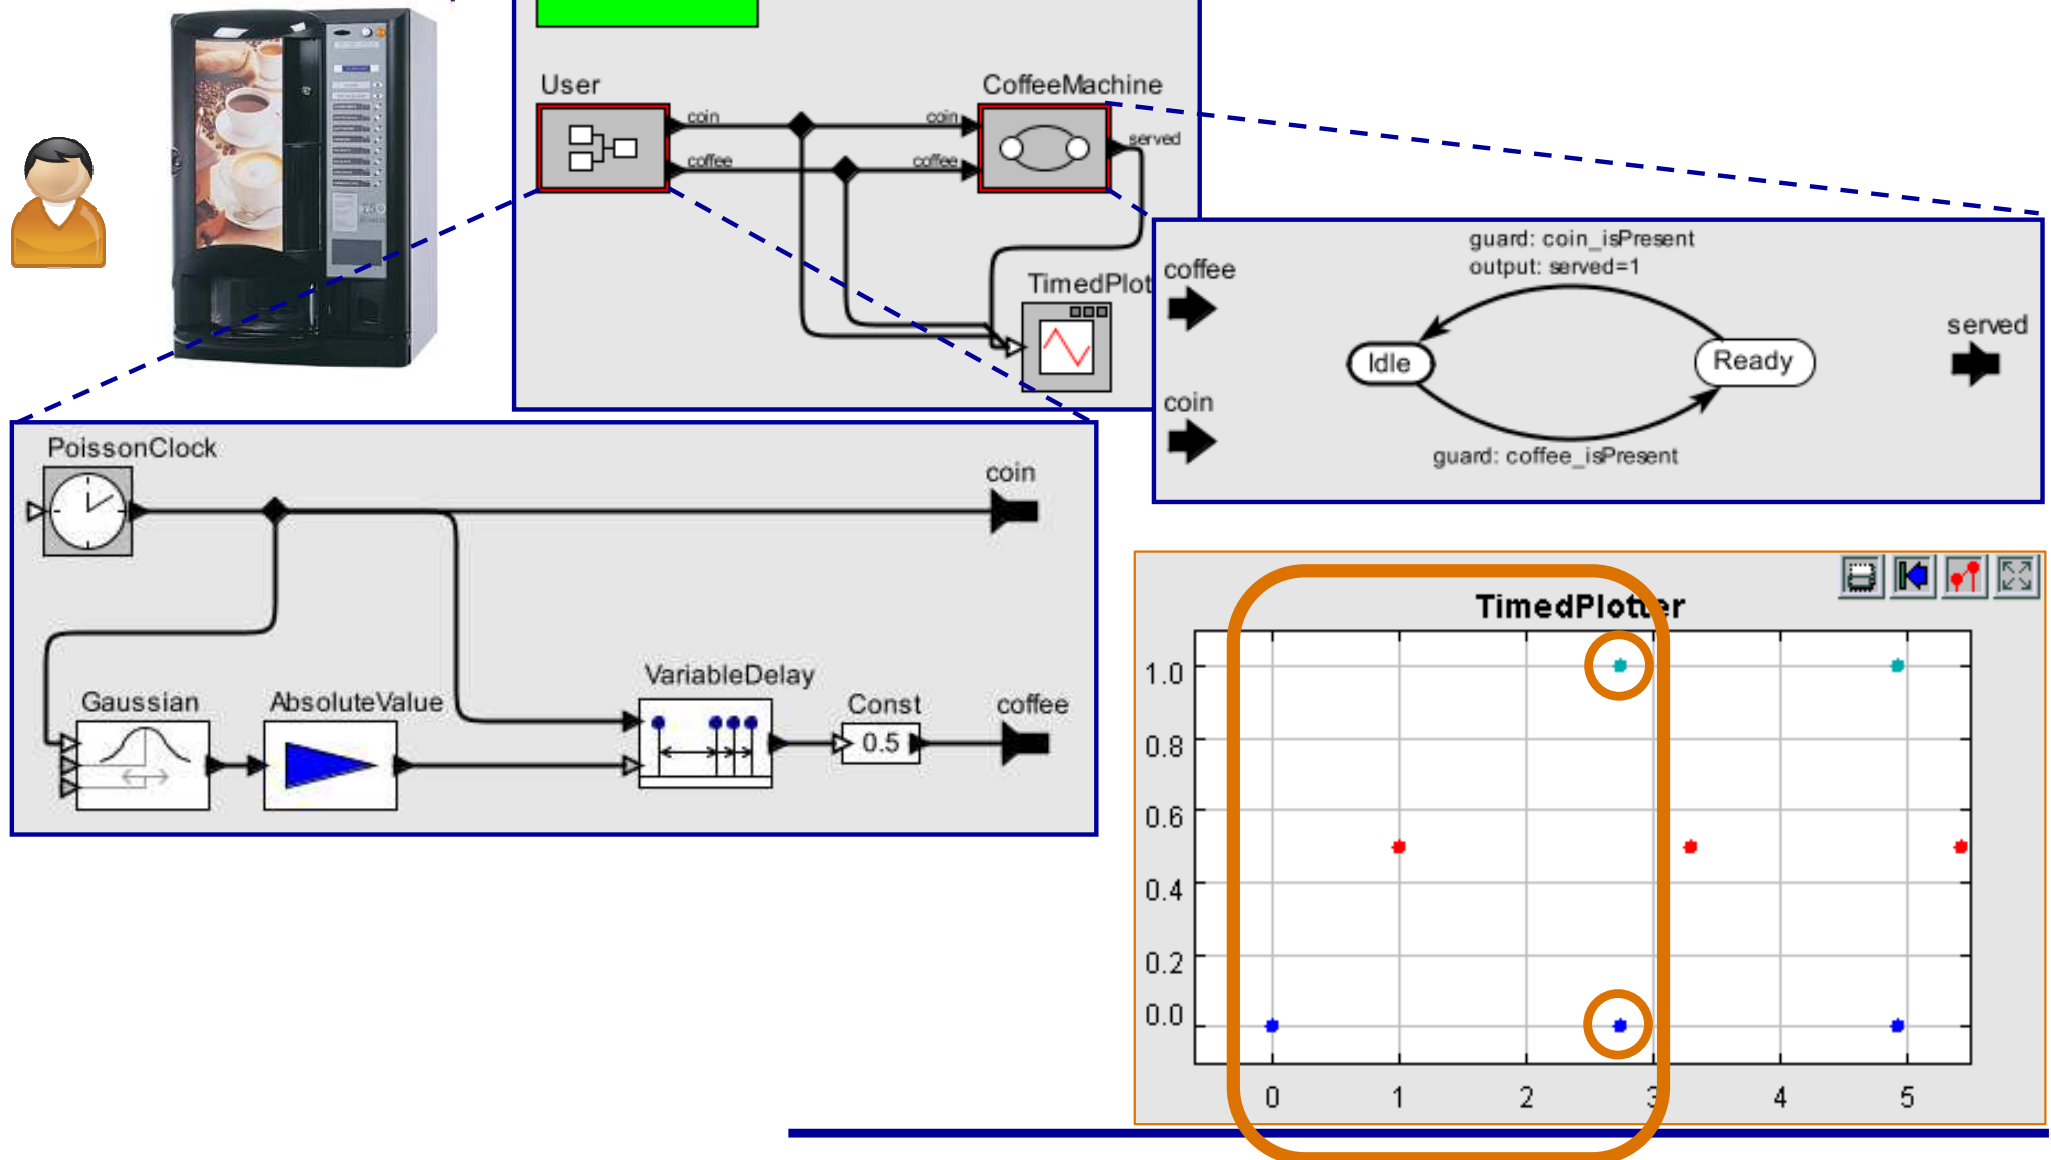 User
CoffeeMachine
coin
coin
served
coffee
coffee
TimedPlot
guard: coin_isPresent
output: served=1
coffee
served
Idle
Ready
coin
guard: coffee_isPresent
PoissonClock
coin
Gaussian
AbsoluteValue
VariableDelay
Const
coffee
0.5
TimedPlotter
1.0
0.8
0.6
0.4
0.2
0.0
0
1
2
3
4
5